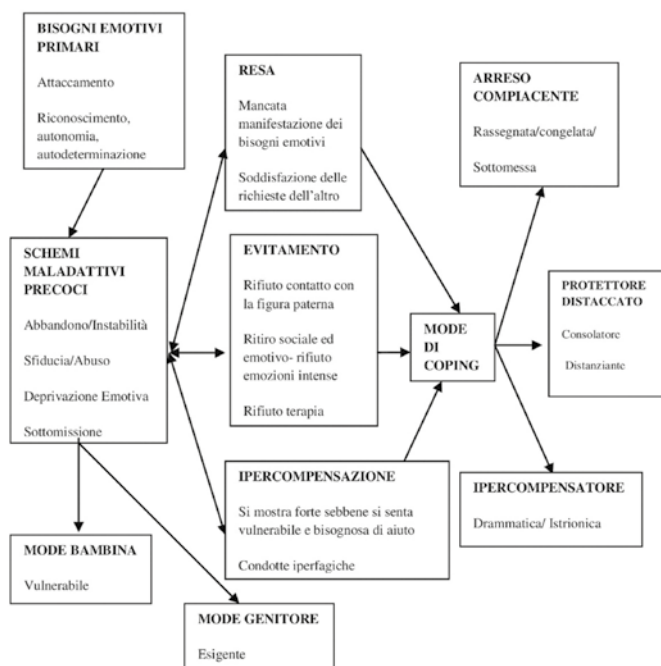 BISOGNI EMOTIVI
PRIMARI
Attaccamento
Riconoscimento,
autonomia,
autodeterminazione
RESA
Mancata
manifestazione dei
bisogni emotivi
Soddisfazione delle
richieste dell'altro
ARRESO
COMPIACENTE
Rassegnata/congelata/
Sottomessa
SCHEMI
MALADATTIVI
PRECOCI
Abbandono/Instabilità
Sfiducia/Abuso
Deprivazione Emotiva
Sottomissione
EVITAMENTO
Rifiuto contatto con
la figura paterna
Ritiro sociale ed
emotivo- rifiuto
emozioni intense
Rifiuto terapia
MODE
DI
COPING
PROTETTORE
DISTACCATO
Consolatore
Distanziante
IPERCOMPENSAZIONE
Si mostra forte sebbene si senta
vulnerabile e bisognosa di aiuto
Condotte iperfagiche
IPERCOMPENSATORE
Drammatica/ Istrionica
MODE BAMBINA
Vulnerabile
MODE GENITORE
Esigente